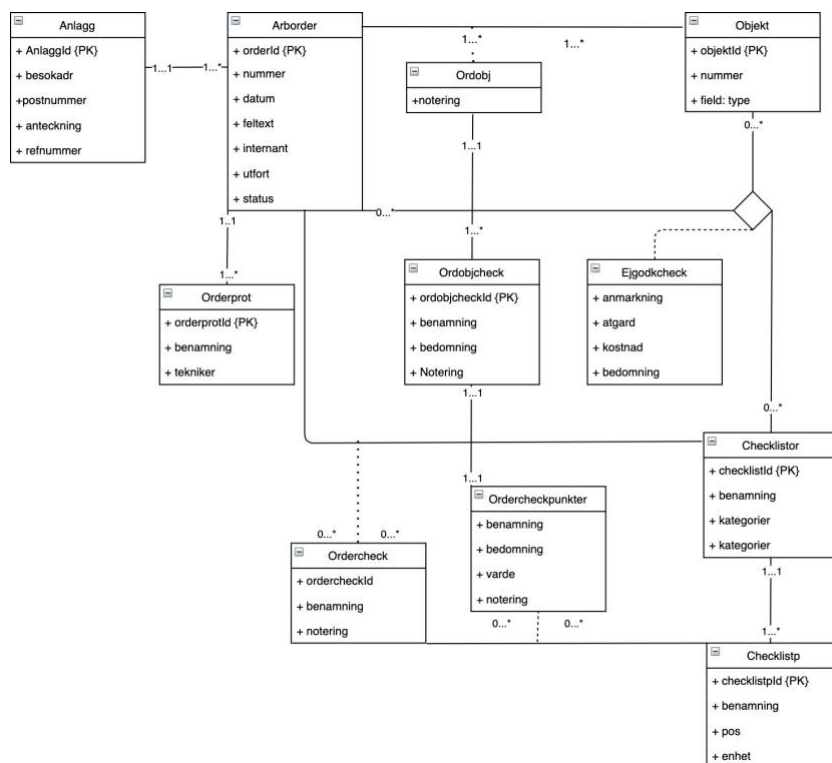 Anlagg
+ AnlaggId {PK}
+ besokadr
+postnummer
+ anteckning
+ refnummer
1...1
1...*
Arborder
+ orderId {PK}
+ nummer
+ datum
+ feltext
+ internant
+ utfort
+ status
1...*
1...*
Ordobj
+notering
Objekt
+ objektId {PK}
+ nummer
+ field: type
0...*
1...1
0...*
1..1
1...*
1...*
Orderprot
+ orderprotId {PK}
+ benamning
+ tekniker
Ordobjcheck
+ ordobjcheckId {PK}
+ benamning
+ bedomning
+ Notering
1...1
Ejgodkcheck
+ anmarkning
+ atgard
+ kostnad
+ bedomning
0...*
Checklistor
+ checklistId {PK}
+ benamning
+ kategorier
+ kategorier
1...1
1...1
Ordercheckpunkter
+ benamning
+ bedomning
+ varde
+ notering
0...*
0...*
0...*
0...*
Ordercheck
+ ordercheckId
+ benamning
+ notering
1...*
Checklistp
+ checklistpId {PK}
+ benamning
+ pos
+ enhet